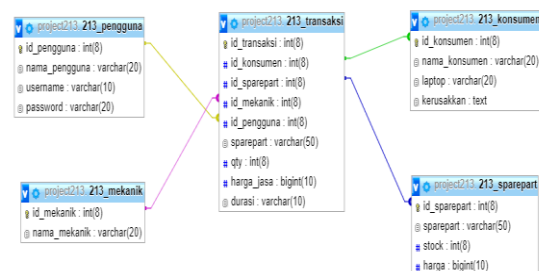 project213 213_pengguna
id_pengguna : int(8)
nama_pengguna : varchar(20)
username : varchar(10)
password : varchar(20)
project213 213_mekanik
id_mekanik : int(8)
nama_mekanik : varchar(20)
project213 213_transaksi
id_transaksi : int(8)
id_konsumen : int(8)
id_sparepart : int(8)
id_mekanik : int(8)
id_pengguna : int(8)
sparepart : varchar(50)
qty : int(8)
harga_jasa : bigint(10)
durasi : varchar(10)
project213 213_konsumen
id_konsumen : int(8)
nama_konsumen : varchar(20)
laptop : varchar(20)
kerusakkan : text
project213 213_sparepart
id_sparepart : int(8)
sparepart : varchar(50)
stock : int(8)
harga : bigint(10)